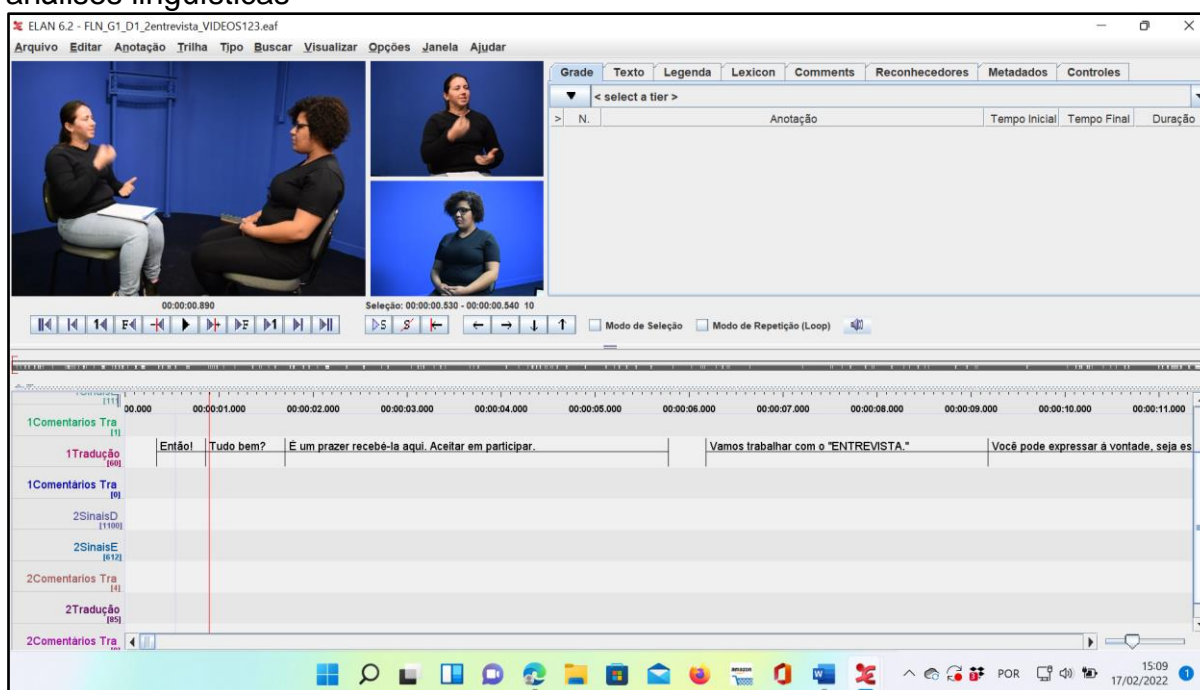 análises linguísticas
ELAN 6.2 - FLN_G1_D1_2entrevista_VIDEOS123.eaf
Arquivo Editar Anotação Trilha Tipo Buscar Visualizar Opções Janela Ajudar
Grade Texto Legenda Lexicon Comments Reconhecedores Metadados Controles
< select a tier >
> N. Anotação Tempo Inicial Tempo Final Duração
00:00:00.890 Seleção: 00:00:00.530 - 00:00:00.540 10
Modo de Seleção Modo de Repetição (Loop)
[11]
00.000 00:00:01.000 00:00:02.000 00:00:03.000 00:00:04.000 00:00:05.000 00:00:06.000 00:00:07.000 00:00:08.000 00:00:09.000 00:00:10.000 00:00:11.000
1Comentarios Tra
[1]
1Tradução Então! Tudo bem? É um prazer recebé-la aqui. Aceitar em participar. Vamos trabalhar com o "ENTREVISTA." Você pode expressar á vontade, seja es
[60]
1Comentários Tra
[0]
2SinaisD
[1100]
2SinaisE
[612]
2Comentarios Tra
[4]
2Tradução
[85]
2Comentários Tra
POR 15:09
17/02/2022 1